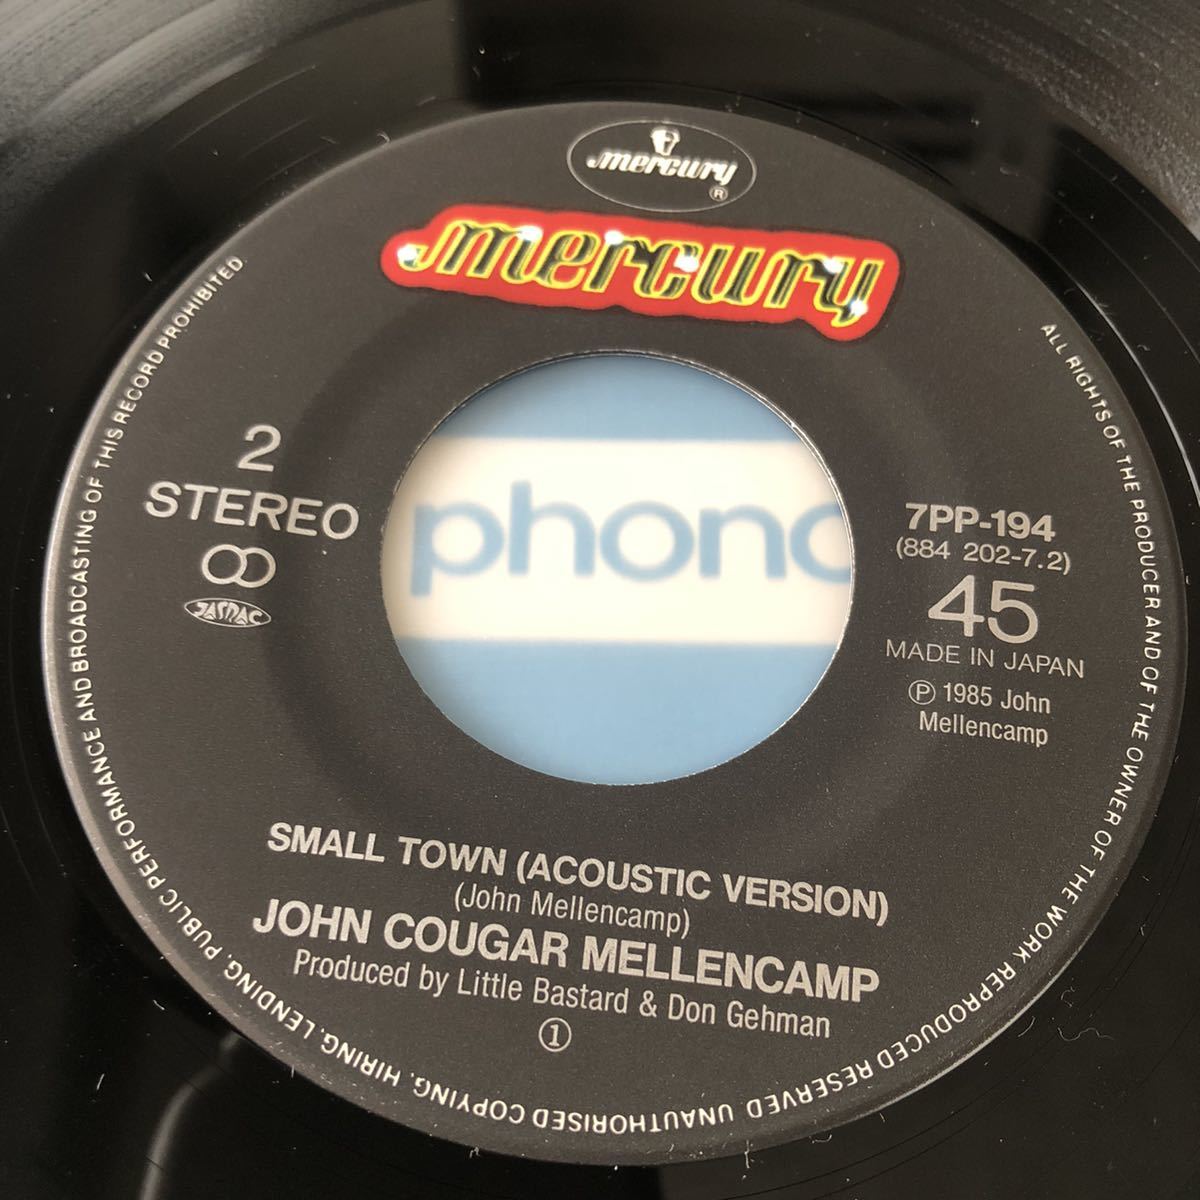 mercury
®
mercury
2
STEREO
JASRAC
phono
7PP-194
(884 202-7.2)
45
MADE IN JAPAN
Ⓟ 1985 John
Mellencamp
SMALL TOWN (ACOUSTIC VERSION)
(John Mellencamp)
JOHN COUGAR MELLENCAMP
Produced by Little Bastard & Don Gehman
①
ALL RIGHTS OF THE PRODUCER AND OF THE OWNER OF THE WORK REPRODUCED RESERVED UNAUTHORISED COPYING, HIRING, LENDING, PUBLIC PERFORMANCE AND BROADCASTING OF THIS RECORD PROHIBITED